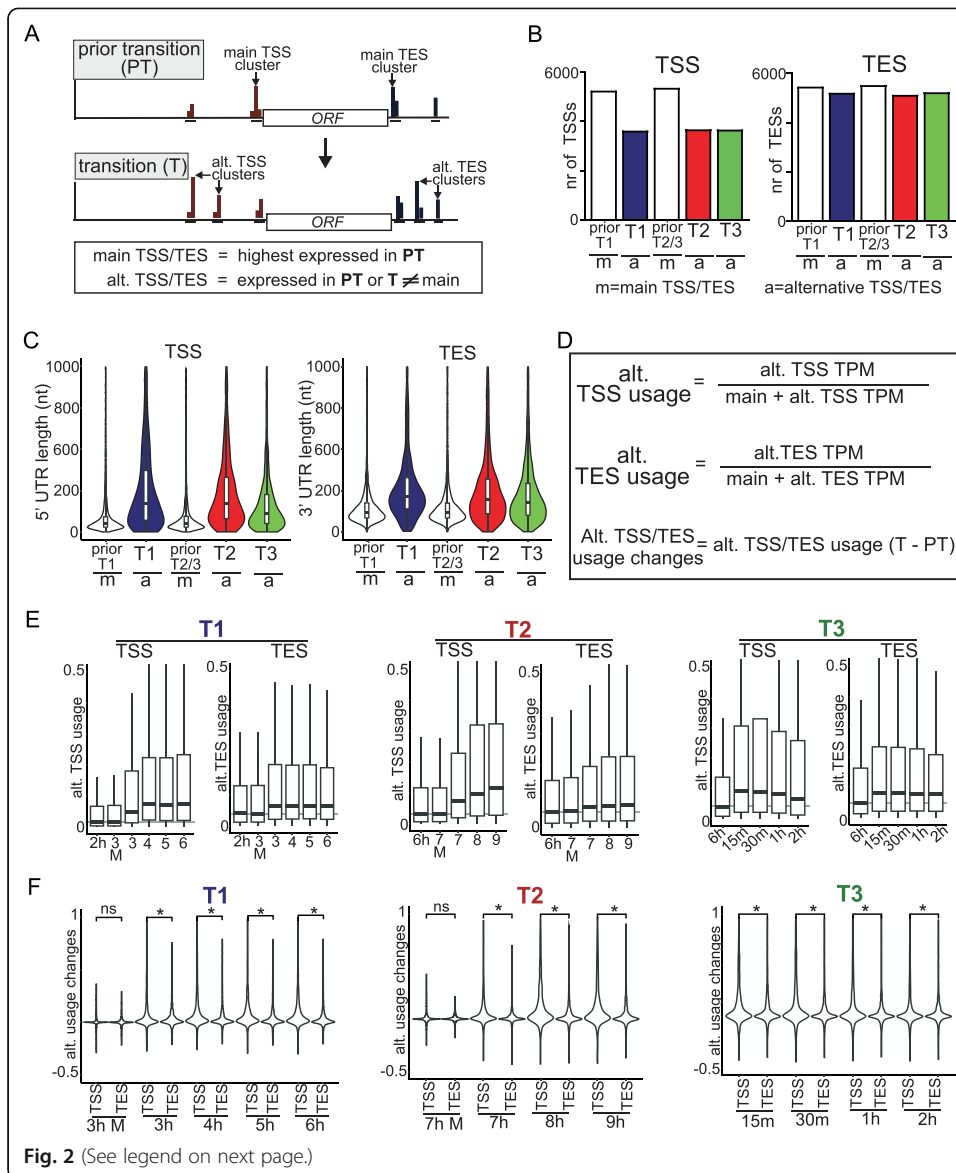 A
prior transition
(PT)
main TSS
cluster
main TES
cluster
ORF
transition (T)
alt. TSS
clusters
alt. TES
clusters
ORF
main TSS/TES = highest expressed in PT
alt. TSS/TES = expressed in PT or T ≠ main
B
TSS
TES
6000
0
nr of TSSs
6000
0
nr of TESs
prior T1
T1
prior T2/3
T2
T3
m a m a a
prior T1
T1
prior T2/3
T2
T3
m a m a a
m=main TSS/TES a=alternative TSS/TES
C
TSS
TES
1000
800
600
400
200
0
5' UTR length (nt)
1000
800
600
400
200
0
3' UTR length (nt)
prior T1
T1
prior T2/3
T2
T3
m a m a a
prior T1
T1
prior T2/3
T2
T3
m a m a a
D
alt. TSS usage = alt. TSS TPM / main + alt. TSS TPM
alt. TES usage = alt.TES TPM / main + alt. TES TPM
Alt. TSS/TES usage changes = alt. TSS/TES usage (T - PT)
E
T1
TSS TES
0.5
0
alt. TSS usage
2h 3 M 3 4 5 6
0.5
0
alt.TES usage
2h 3 M 3 4 5 6
T2
TSS TES
0.5
0
alt. TSS usage
6h 7 M 7 8 9
0.5
0
alt.TES usage
6h 7 M 7 8 9
T3
TSS TES
0.5
0
alt. TSS usage
6h 15m 30m 1h 2h
0.5
0
alt. TES usage
6h 15m 30m 1h 2h
F
T1
1
-0.5
alt. usage changes
ns * * * *
TSS TES TSS TES TSS TES TSS TES TSS TES
3h M 3h 4h 5h 6h
T2
1
-0.5
alt. usage changes
ns * * *
TSS TES TSS TES TSS TES TSS TES
7h M 7h 8h 9h
T3
1
-0.5
alt. usage changes
* * * *
TSS TES TSS TES TSS TES TSS TES
15m 30m 1h 2h
Fig. 2 (See legend on next page.)